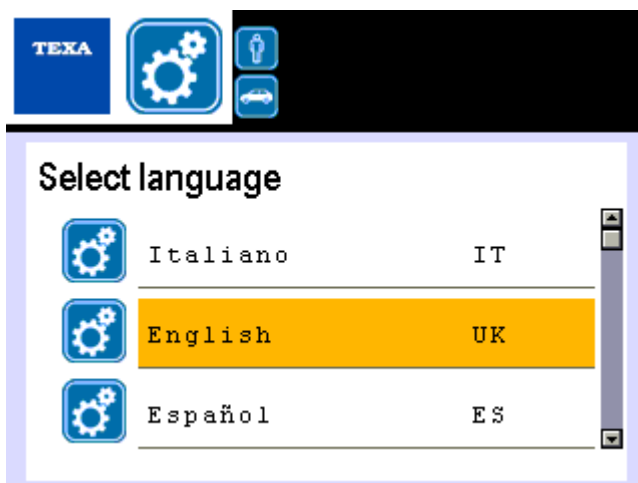 TEXA
Select language
Italiano IT
English UK
Español ES